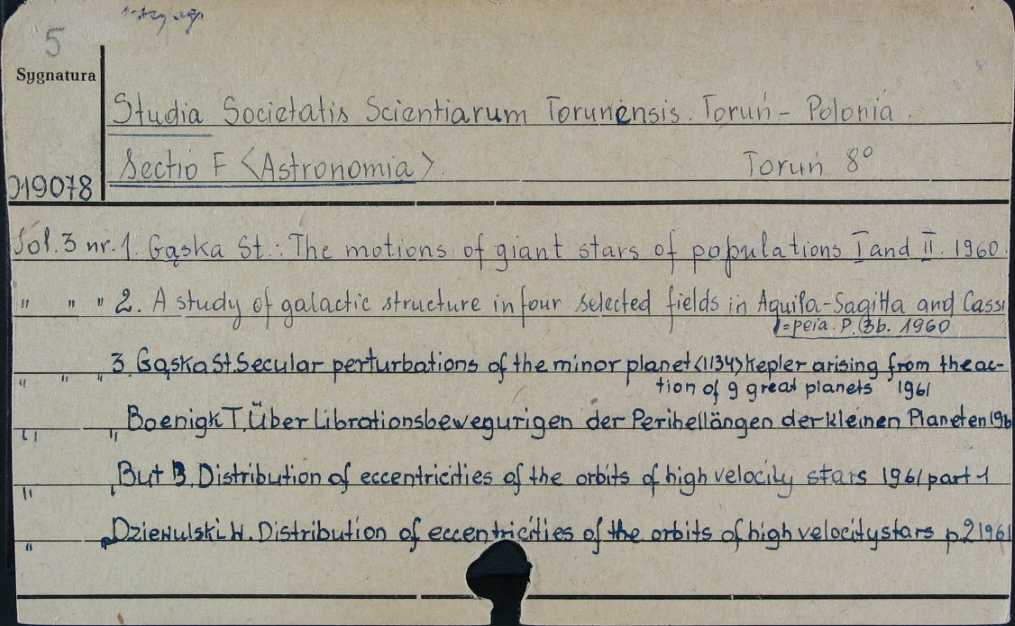 5
Sygnatura
Studia Societatis Scientiarum Torunensis. Toruń - Polonia.
Sectio F <Astronomia>. Toruń 8°
019078
Vol. 3 nr. 1. Gąska St.: The motions of giant stars of populations I and II. 1960.
" " " 2. A study of galactic structure in four selected fields in Aquila-Sagitta and Cassi
=peia. P. 3b. 1960
" " " 3. Gąska St. Secular perturbations of the minor planet <1134> Kepler arising from the ac-
tion of 9 great planets 1961
" " Boenigk T. Über Librationsbewegurigen der Perihellängen der kleinen Planeten 196
" " But B. Distribution of eccentricities of the orbits of high velocily stars 1961 part 1
" " Dziewulski W. Distribution of eccentricities of the orbits of high velocity stars p 2 1961